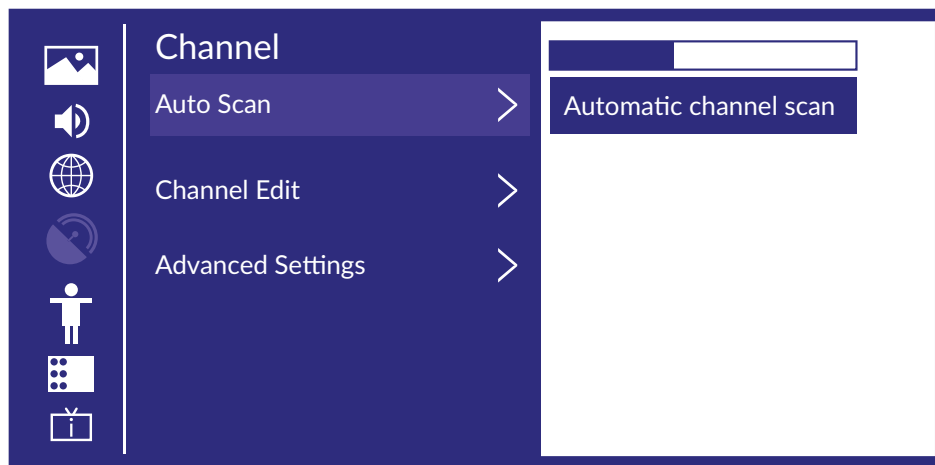 Channel
Auto Scan
Automatic channel scan
Channel Edit
Advanced Settings
i